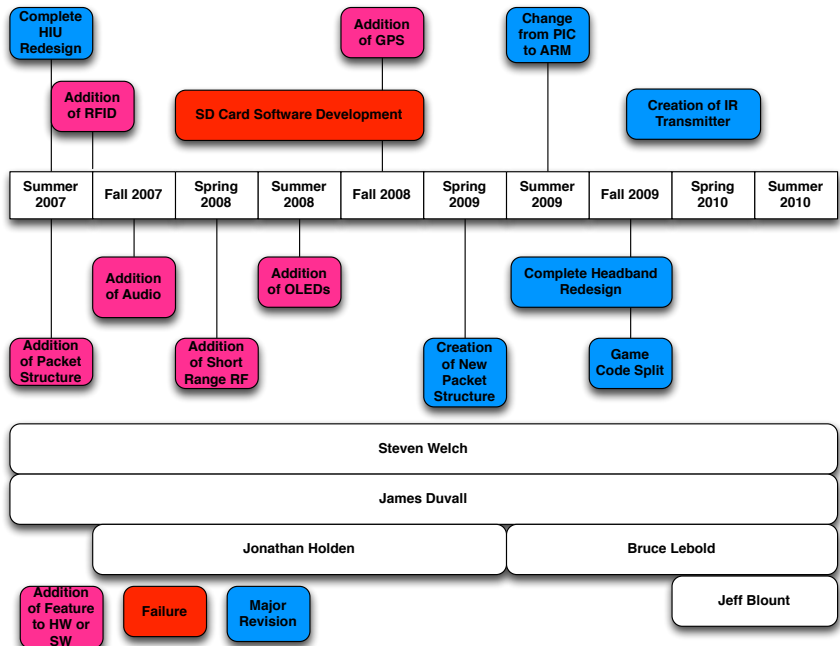 Complete
HIU
Redesign
Addition
of GPS
Change
from PIC
to ARM
Addition
of RFID
SD Card Software Development
Creation of IR
Transmitter
Summer
2007
Fall 2007
Spring
2008
Summer
2008
Fall 2008
Spring
2009
Summer
2009
Fall 2009
Spring
2010
Summer
2010
Addition
of Audio
Addition
of OLEDs
Complete Headband
Redesign
Addition
of Packet
Structure
Addition
of Short
Range RF
Creation
of New
Packet
Structure
Game
Code Split
Steven Welch
James Duvall
Jonathan Holden
Bruce Lebold
Jeff Blount
Addition
of Feature
to HW or
SW
Failure
Major
Revision